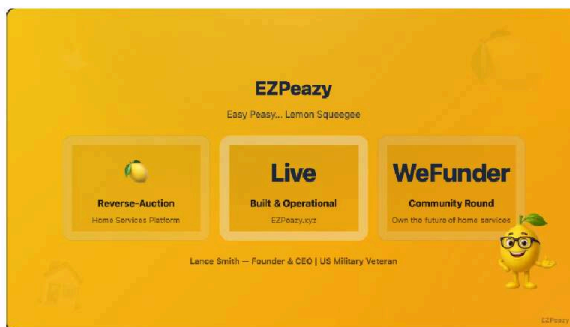 EZPeazy
Easy Peasy... Lemon Squeegee
Reverse-Auction
Home Services Platform
Live
Built & Operational
EZPeazy.xyz
WeFunder
Community Round
Own the future of home services
Lance Smith — Founder & CEO | US Military Veteran
EZPeazy